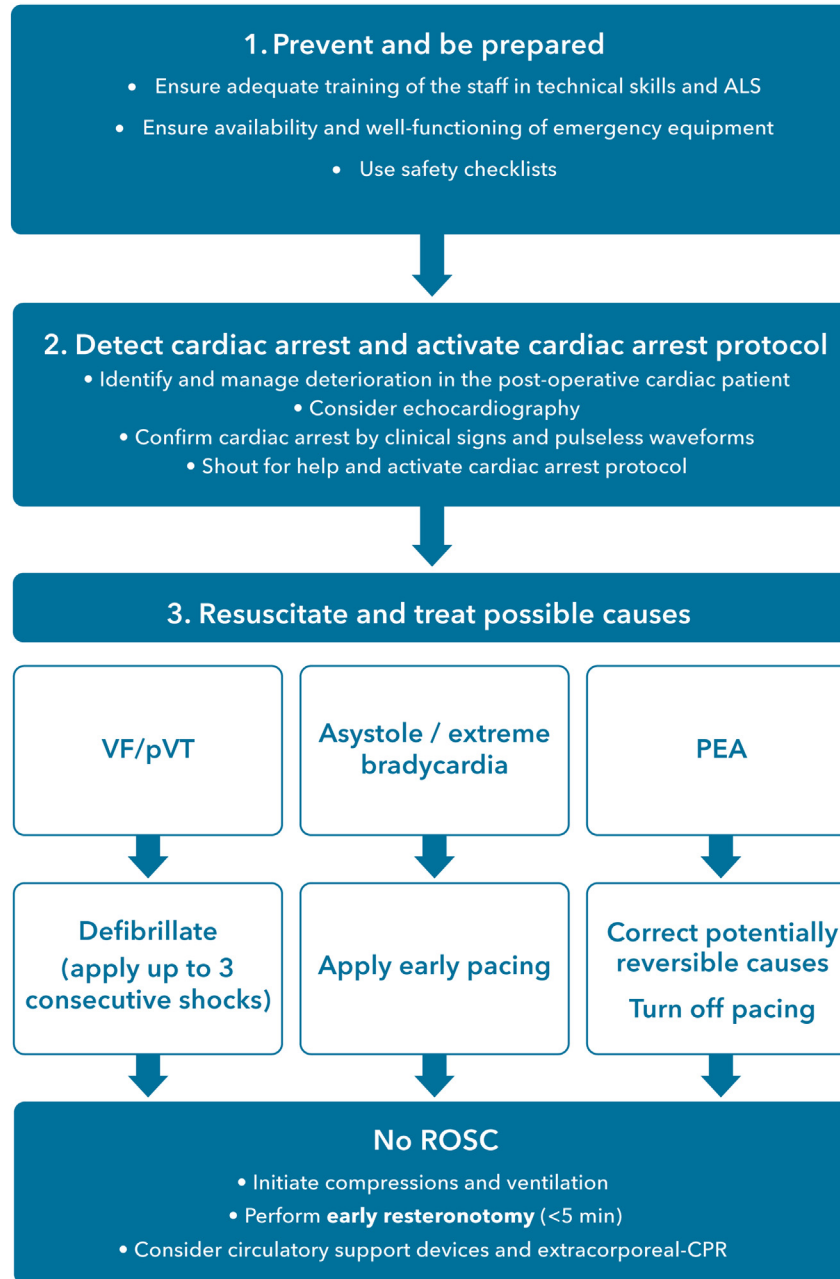 1. Prevent and be prepared
• Ensure adequate training of the staff in technical skills and ALS
• Ensure availability and well-functioning of emergency equipment
• Use safety checklists
2. Detect cardiac arrest and activate cardiac arrest protocol
• Identify and manage deterioration in the post-operative cardiac patient
• Consider echocardiography
• Confirm cardiac arrest by clinical signs and pulseless waveforms
• Shout for help and activate cardiac arrest protocol
3. Resuscitate and treat possible causes
VF/pVT
Asystole / extreme
bradycardia
PEA
Defibrillate
(apply up to 3
consecutive shocks)
Apply early pacing
Correct potentially
reversible causes
Turn off pacing
No ROSC
• Initiate compressions and ventilation
• Perform early resteronotomy (<5 min)
• Consider circulatory support devices and extracorporeal-CPR